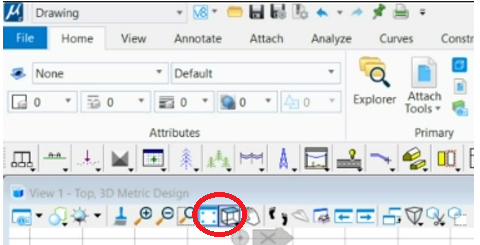 Drawing
File Home View Annotate Attach Analyze Curves Constr
None Default
0 0 0 0 0
Explorer Attach Tools
Attributes Primary
View 1 - Top, 3D Metric Design